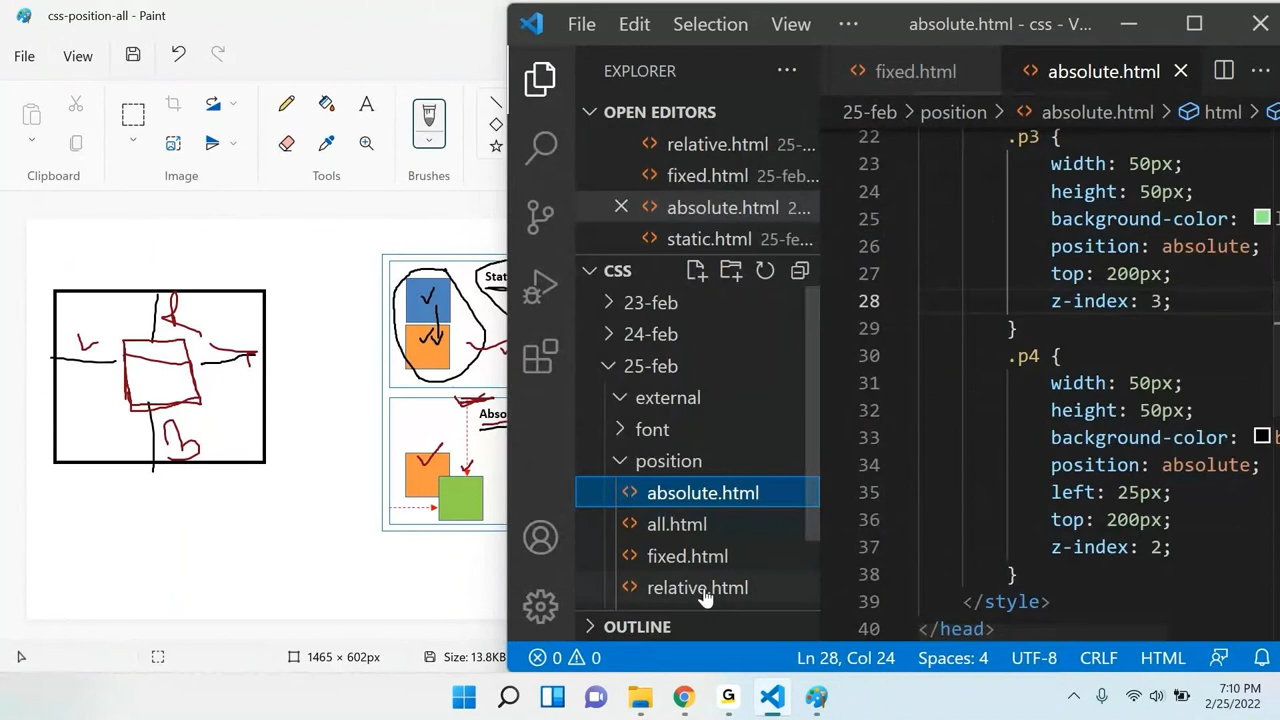 css-position-all - Paint
File
View
Clipboard
Image
Tools
Brushes
Stat
Abso
1465 × 602px
Size: 13.8KB
File
Edit
Selection
View
absolute.html - css - V...
EXPLORER
fixed.html
absolute.html
25-feb > position > absolute.html > html >
OPEN EDITORS
relative.html 25-...
fixed.html 25-feb...
absolute.html 2...
static.html 25-fe...
CSS
23-feb
24-feb
25-feb
external
font
position
absolute.html
all.html
fixed.html
relative.html
OUTLINE
22 .p3 {
23 width: 50px;
24 height: 50px;
25 background-color:
26 position: absolute;
27 top: 200px;
28 z-index: 3;
29 }
30 .p4 {
31 width: 50px;
32 height: 50px;
33 background-color: b
34 position: absolute;
35 left: 25px;
36 top: 200px;
37 z-index: 2;
38 }
39 </style>
40 </head>
0 0
Ln 28, Col 24
Spaces: 4
UTF-8
CRLF
HTML
7:10 PM
2/25/2022